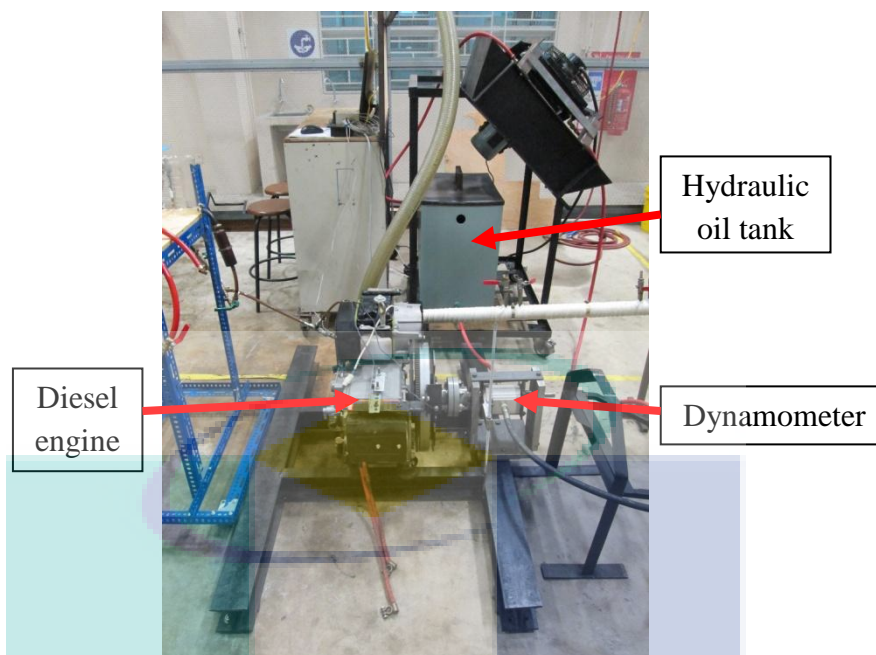 Hydraulic
oil tank
Diesel
engine
Dynamometer